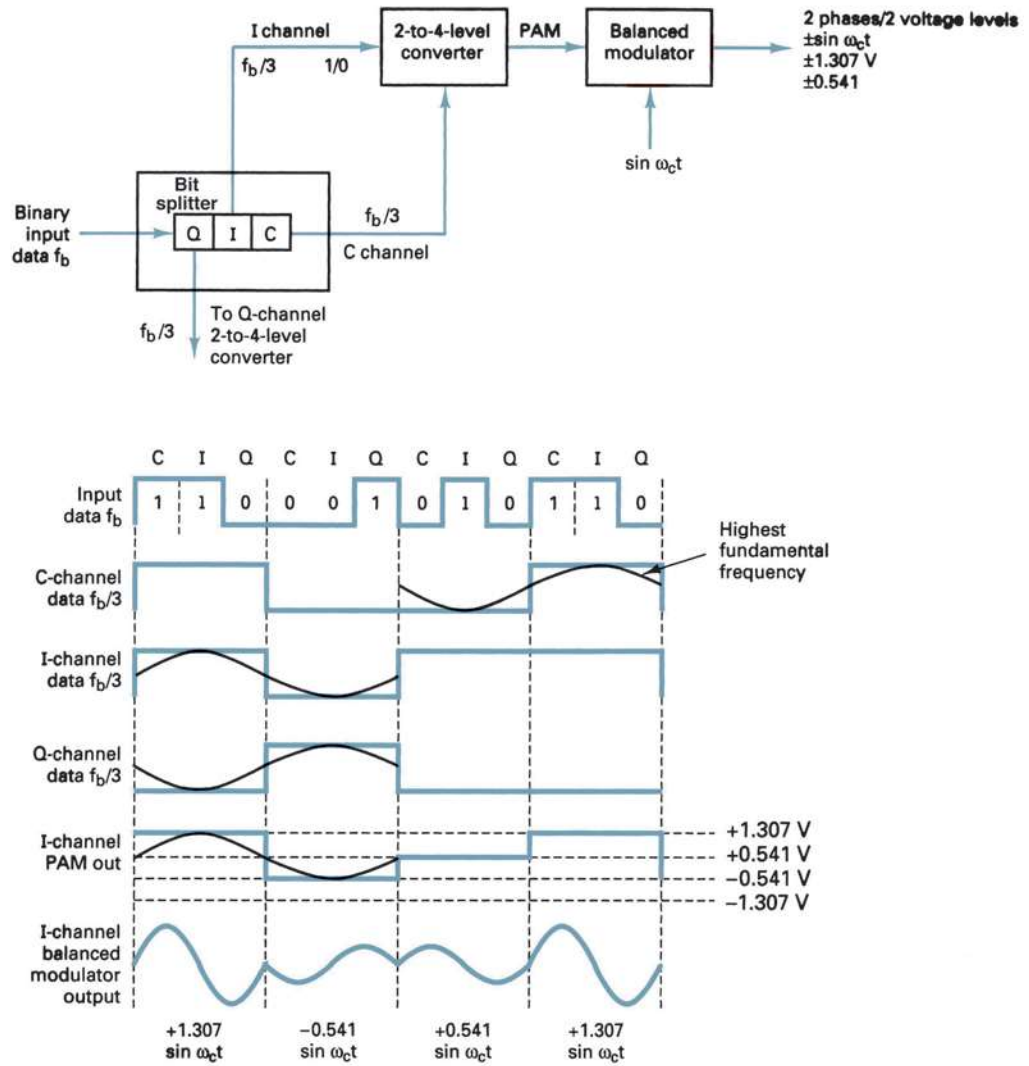 I channel
f_b/3 1/0
2-to-4-level
converter
PAM
Balanced
modulator
2 phases/2 voltage levels
±sin ω_ct
±1.307 V
±0.541
sin ω_ct
Bit
splitter
Binary
input
data f_b
Q I C
f_b/3
C channel
f_b/3
To Q-channel
2-to-4-level
converter
C I Q C I Q C I Q C I Q
Input
data f_b
1 1 0 0 0 1 0 1 0 1 1 0
Highest
fundamental
frequency
C-channel
data f_b/3
I-channel
data f_b/3
Q-channel
data f_b/3
I-channel
PAM out
+1.307 V
+0.541 V
−0.541 V
−1.307 V
I-channel
balanced
modulator
output
+1.307
sin ω_ct
−0.541
sin ω_ct
+0.541
sin ω_ct
+1.307
sin ω_ct